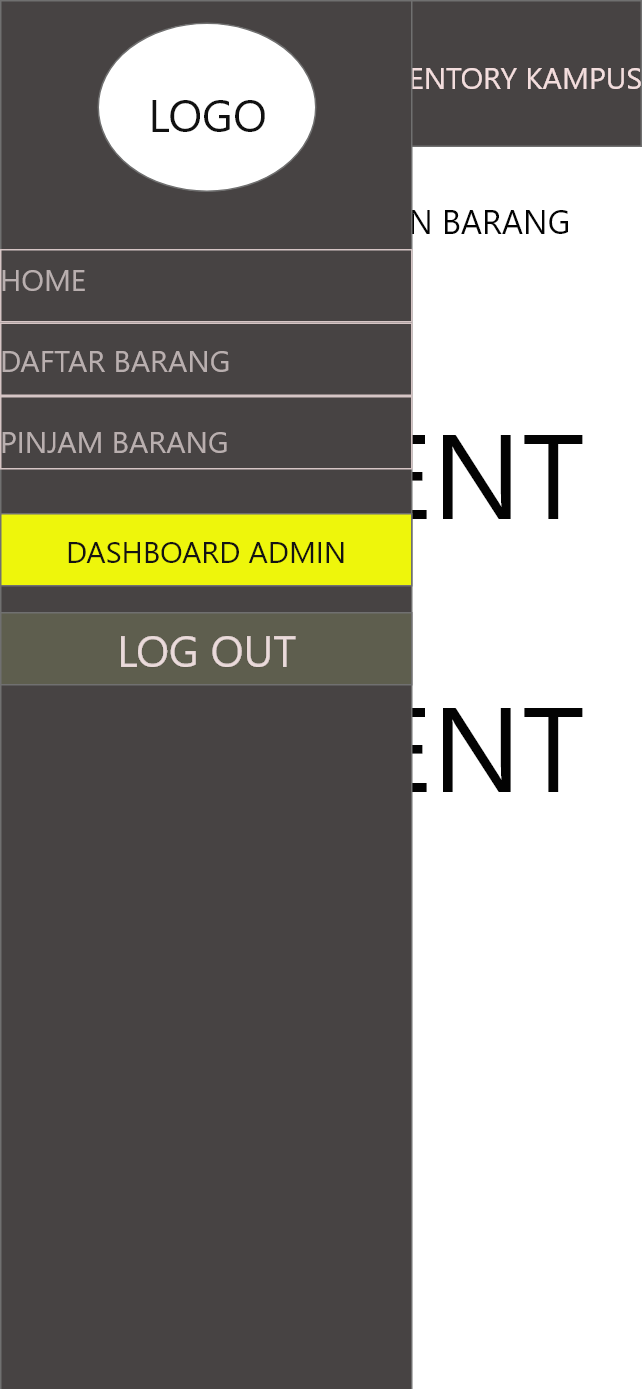 LOGO
ENTORY KAMPUS
N BARANG
HOME
DAFTAR BARANG
PINJAM BARANG
ENT
DASHBOARD ADMIN
LOG OUT
ENT